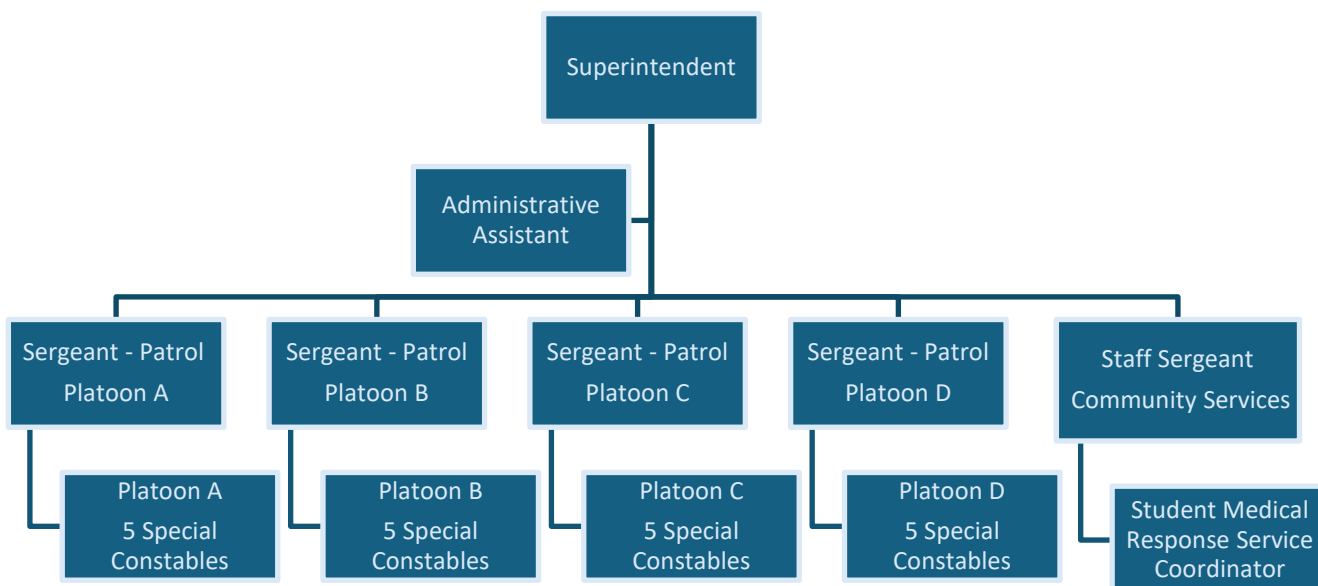 Superintendent
Administrative
Assistant
Sergeant - Patrol
Platoon A
Sergeant - Patrol
Platoon B
Sergeant - Patrol
Platoon C
Sergeant - Patrol
Platoon D
Staff Sergeant
Community Services
Platoon A
5 Special
Constables
Platoon B
5 Special
Constables
Platoon C
5 Special
Constables
Platoon D
5 Special
Constables
Student Medical
Response Service
Coordinator